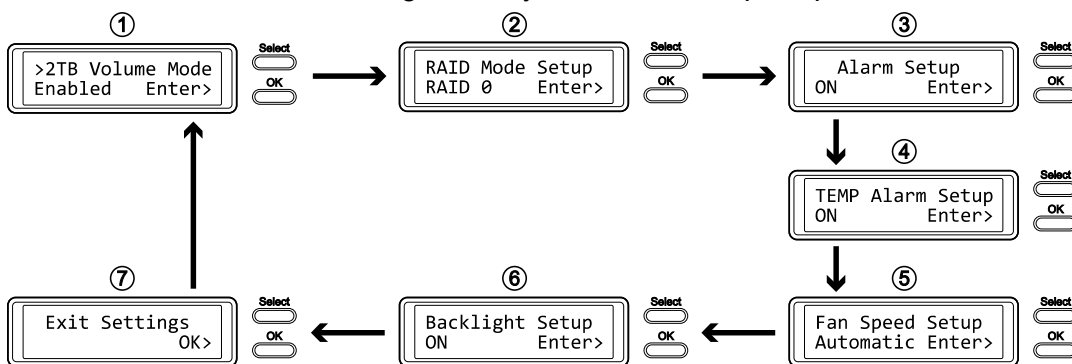 ①
>2TB Volume Mode
Enabled Enter>
Select
OK
②
RAID Mode Setup
RAID 0 Enter>
Select
OK
③
Alarm Setup
ON Enter>
Select
OK
④
TEMP Alarm Setup
ON Enter>
Select
OK
⑤
Fan Speed Setup
Automatic Enter>
Select
OK
⑥
Backlight Setup
ON Enter>
Select
OK
⑦
Exit Settings
OK>
Select
OK